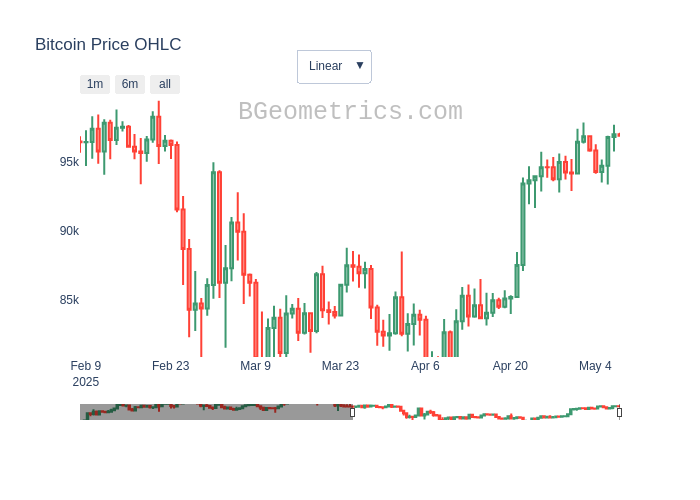 Bitcoin Price OHLC
Linear ▼
1m 6m all
BGeometrics.com
95k
90k
85k
Feb 9 Feb 23 Mar 9 Mar 23 Apr 6 Apr 20 May 4
2025